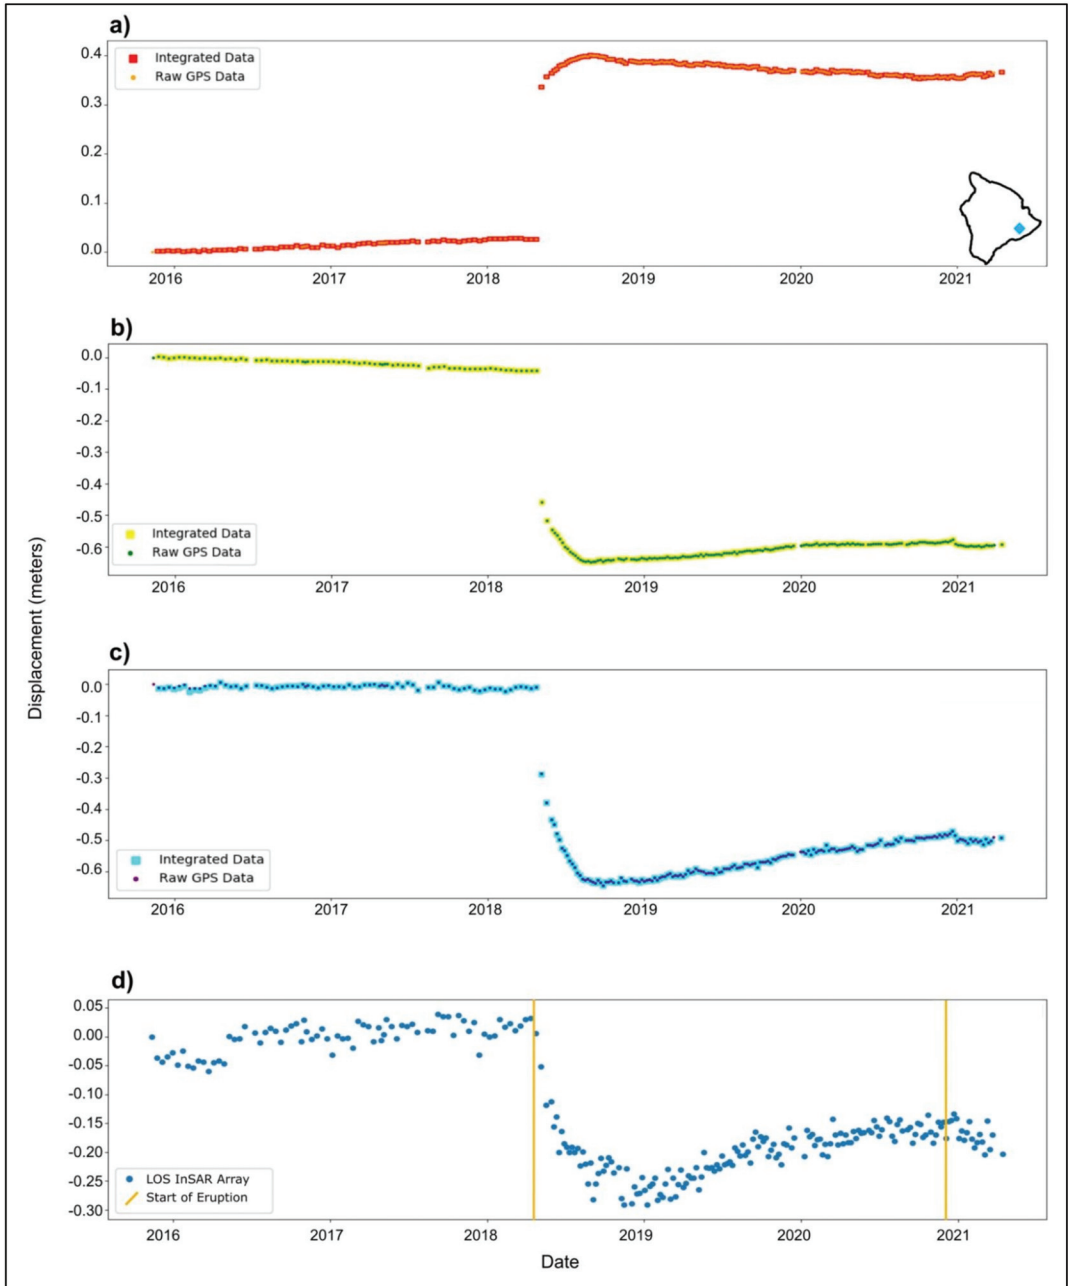 a)
Integrated Data
Raw GPS Data
0.4
0.3
0.2
0.1
0.0
2016 2017 2018 2019 2020 2021
b)
0.0
-0.1
-0.2
-0.3
-0.4
-0.5
-0.6
Integrated Data
Raw GPS Data
2016 2017 2018 2019 2020 2021
Displacement (meters)
c)
0.0
-0.1
-0.2
-0.3
-0.4
-0.5
-0.6
Integrated Data
Raw GPS Data
2016 2017 2018 2019 2020 2021
d)
0.05
0.00
-0.05
-0.10
-0.15
-0.20
-0.25
-0.30
LOS InSAR Array
Start of Eruption
2016 2017 2018 2019 2020 2021
Date